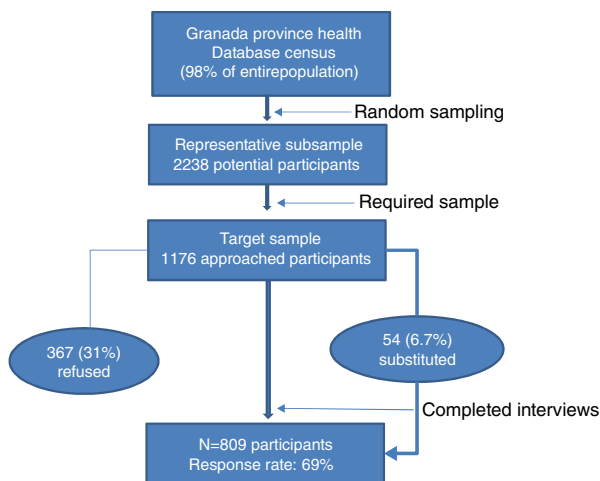 Granada province health
Database census
(98% of entirepopulation)
Random sampling
Representative subsample
2238 potential participants
Required sample
Target sample
1176 approached participants
367 (31%)
refused
54 (6.7%)
substituted
Completed interviews
N=809 participants
Response rate: 69%